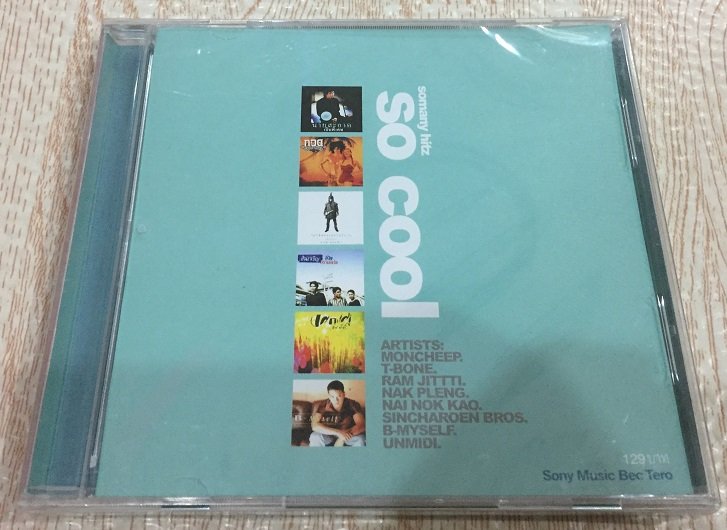 somany hitz
so cool
ARTISTS:
MONCHEEP.
T-BONE.
RAM JITTTI.
NAK PLENG.
NAI NOK KAO.
SINCHAROEN BROS.
B-MYSELF.
UNMIDI.
129 บาท
Sony Music Bec Tero